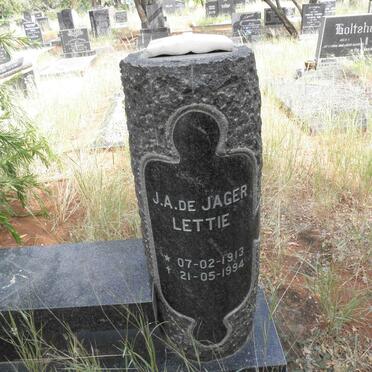 J.A. DE JAGER
LETTIE
* 07-02-1913
† 21-05-1994